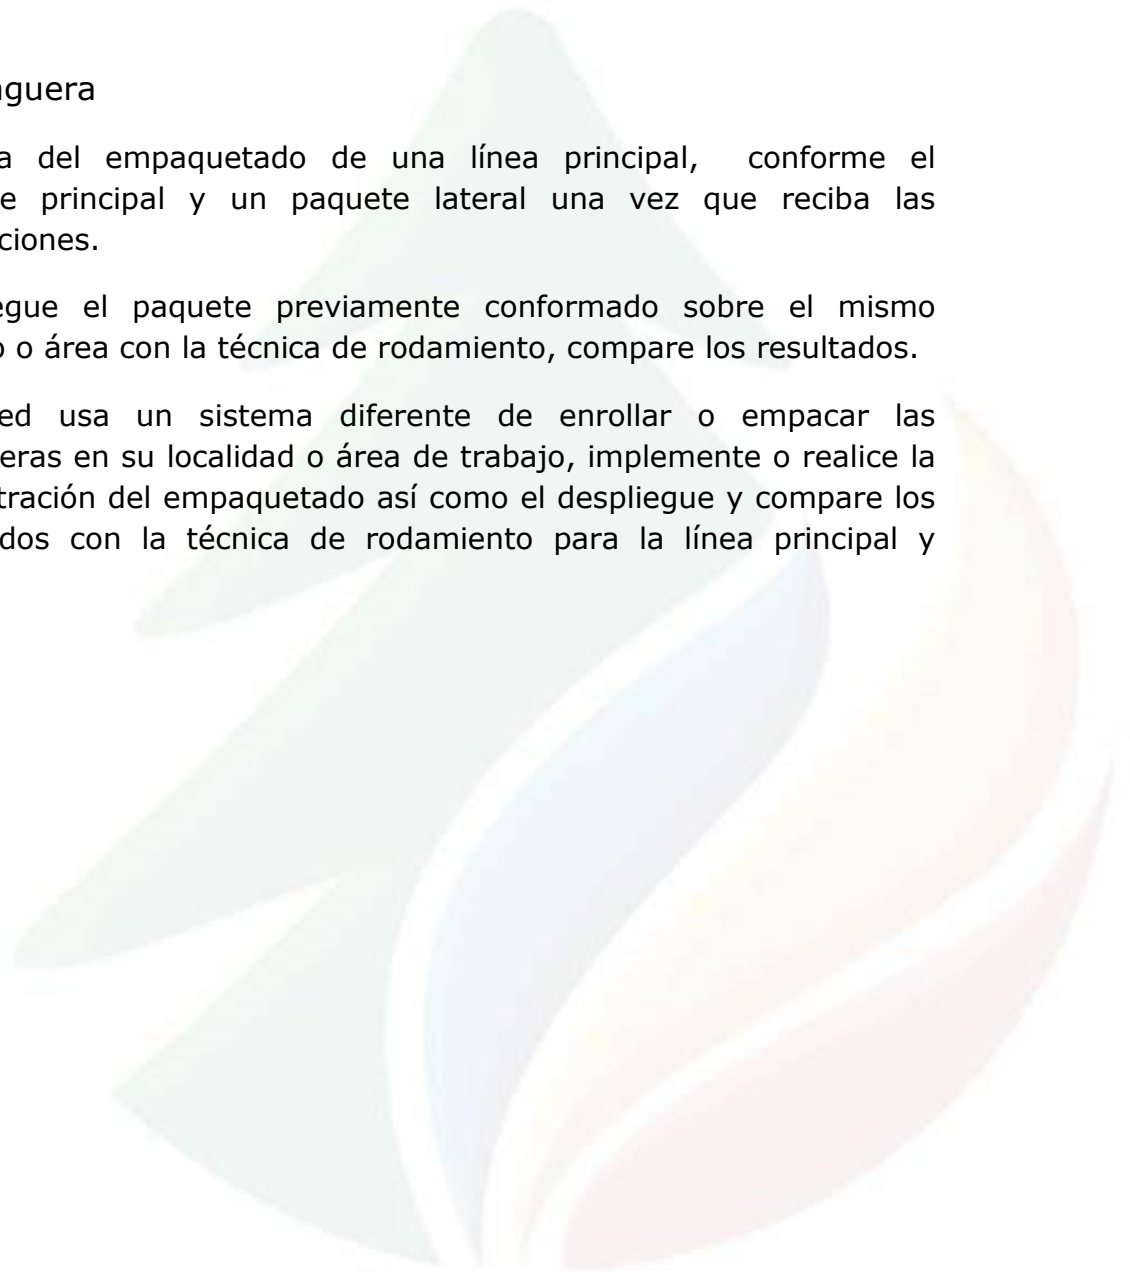 guera
a del empaquetado de una línea principal, conforme el
e principal y un paquete lateral una vez que reciba las
ciones.
egue el paquete previamente conformado sobre el mismo
o o área con la técnica de rodamiento, compare los resultados.
ed usa un sistema diferente de enrollar o empacar las
eras en su localidad o área de trabajo, implemente o realice la
tración del empaquetado así como el despliegue y compare los
dos con la técnica de rodamiento para la línea principal y